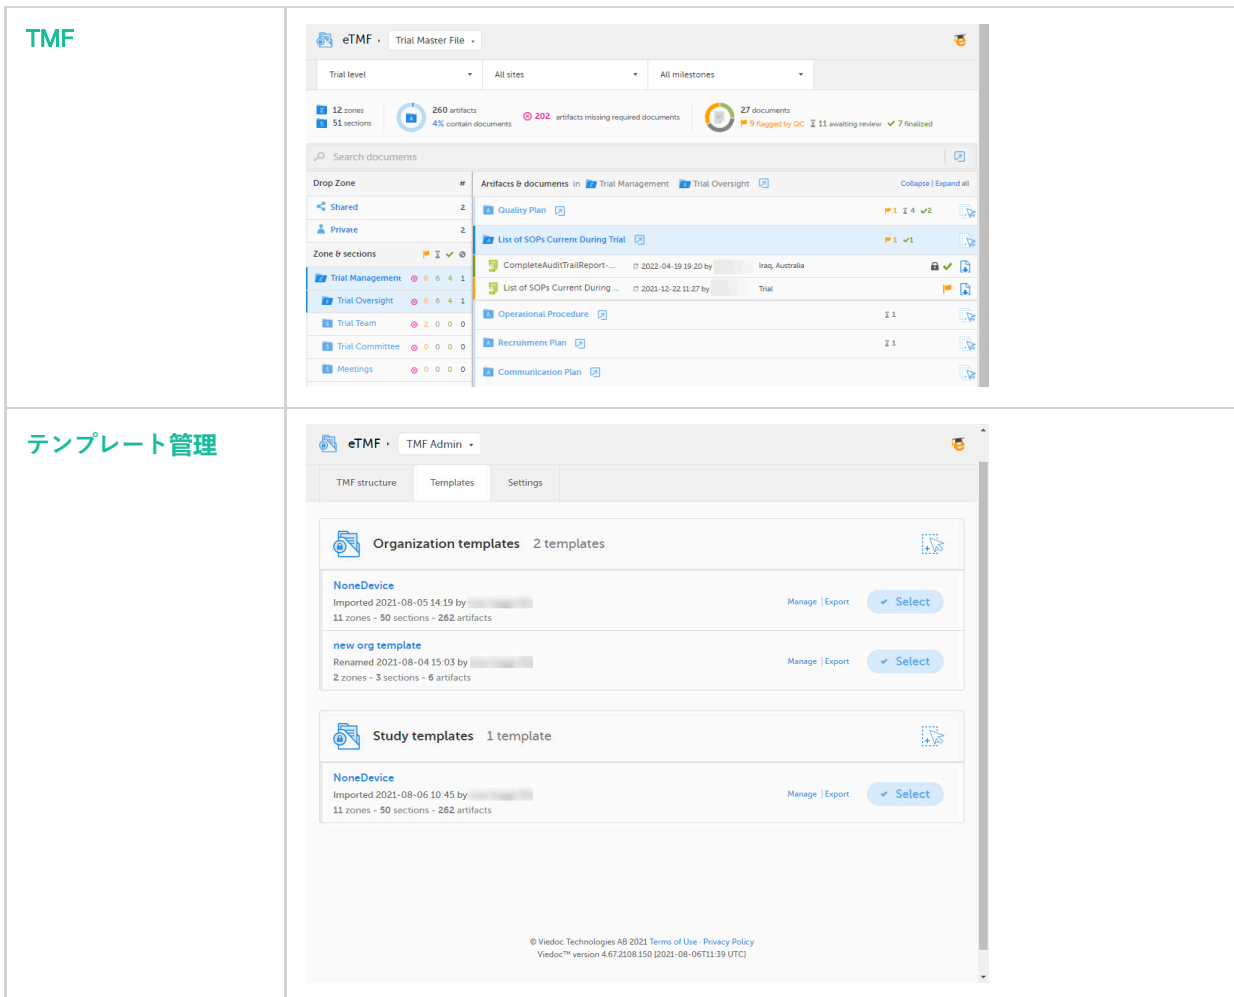 TMF
eTMF
Trial Master File
Trial level
All sites
All milestones
12 zones
51 sections
260 artifacts
4% contain documents
202 artifacts missing required documents
27 documents
9 flagged by QC 11 awaiting review 7 finalized
Search documents
Drop Zone #
Shared 2
Private 2
Zone & sections
Trial Management 6 6 4 1
Trial Oversight 6 6 4 1
Trial Team 2 0 0 0
Trial Committee 0 0 0 0
Meetings 0 0 0 0
Artifacts & documents in Trial Management Trial Oversight Collapse | Expand all
Quality Plan 1 4 2
List of SOPs Current During Trial 1 1
CompleteAuditTrailReport-... 2022-04-19 19:20 by Iraq, Australia
List of SOPs Current During ... 2021-12-22 11:27 by Trial
Operational Procedure 1
Recruitment Plan 1
Communication Plan
テンプレート管理
eTMF
TMF Admin
TMF structure Templates Settings
Organization templates 2 templates
NoneDevice
Imported 2021-08-05 14:19 by
11 zones - 50 sections - 262 artifacts
Manage | Export Select
new org template
Renamed 2021-08-04 15:03 by
2 zones - 3 sections - 6 artifacts
Manage | Export Select
Study templates 1 template
NoneDevice
Imported 2021-08-06 10:45 by
11 zones - 50 sections - 262 artifacts
Manage | Export Select
© Viedoc Technologies AB 2021 Terms of Use - Privacy Policy
Viedoc™ version 4.67.2108.150 [2021-08-06T11:39 UTC]